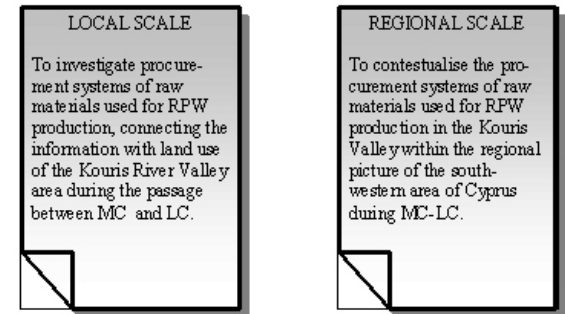 LOCAL SCALE
To investigate procure-
ment systems of raw
materials used for RPW
production, connecting the
information with land use
of the Kouris River Valley
area during the passage
between MC and LC.
REGIONAL SCALE
To contestualise the pro-
curement systems of raw
materials used for RPW
production in the Kouris
Valley within the regional
picture of the south-
western area of Cyprus
during MC-LC.